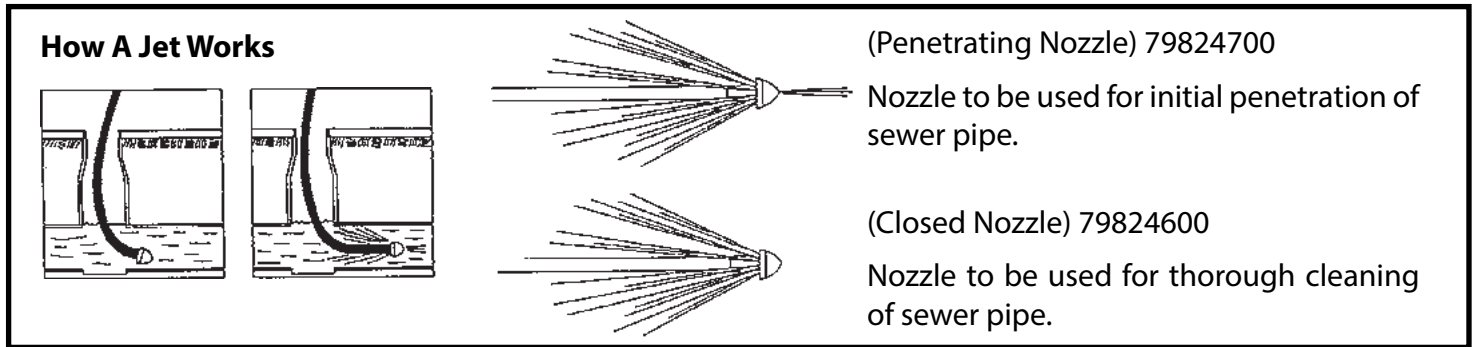 How A Jet Works
(Penetrating Nozzle) 79824700
Nozzle to be used for initial penetration of
sewer pipe.
(Closed Nozzle) 79824600
Nozzle to be used for thorough cleaning
of sewer pipe.